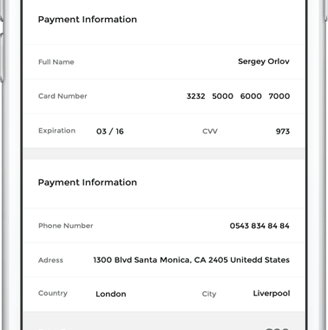 Payment Information
Full Name Sergey Orlov
Card Number 3232 5000 6000 7000
Expiration 03 / 16 CVV 973
Payment Information
Phone Number 0543 834 84 84
Adress 1300 Blvd Santa Monica, CA 2405 Unitedd States
Country London City Liverpool